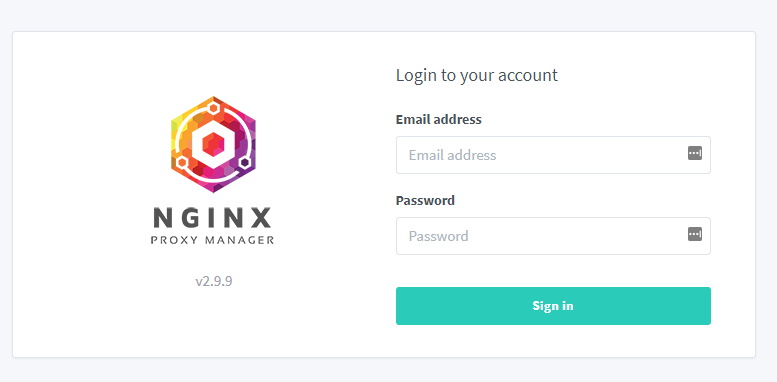 NGINX
PROXY MANAGER
v2.9.9
Login to your account
Email address
Email address
Password
Password
Sign in